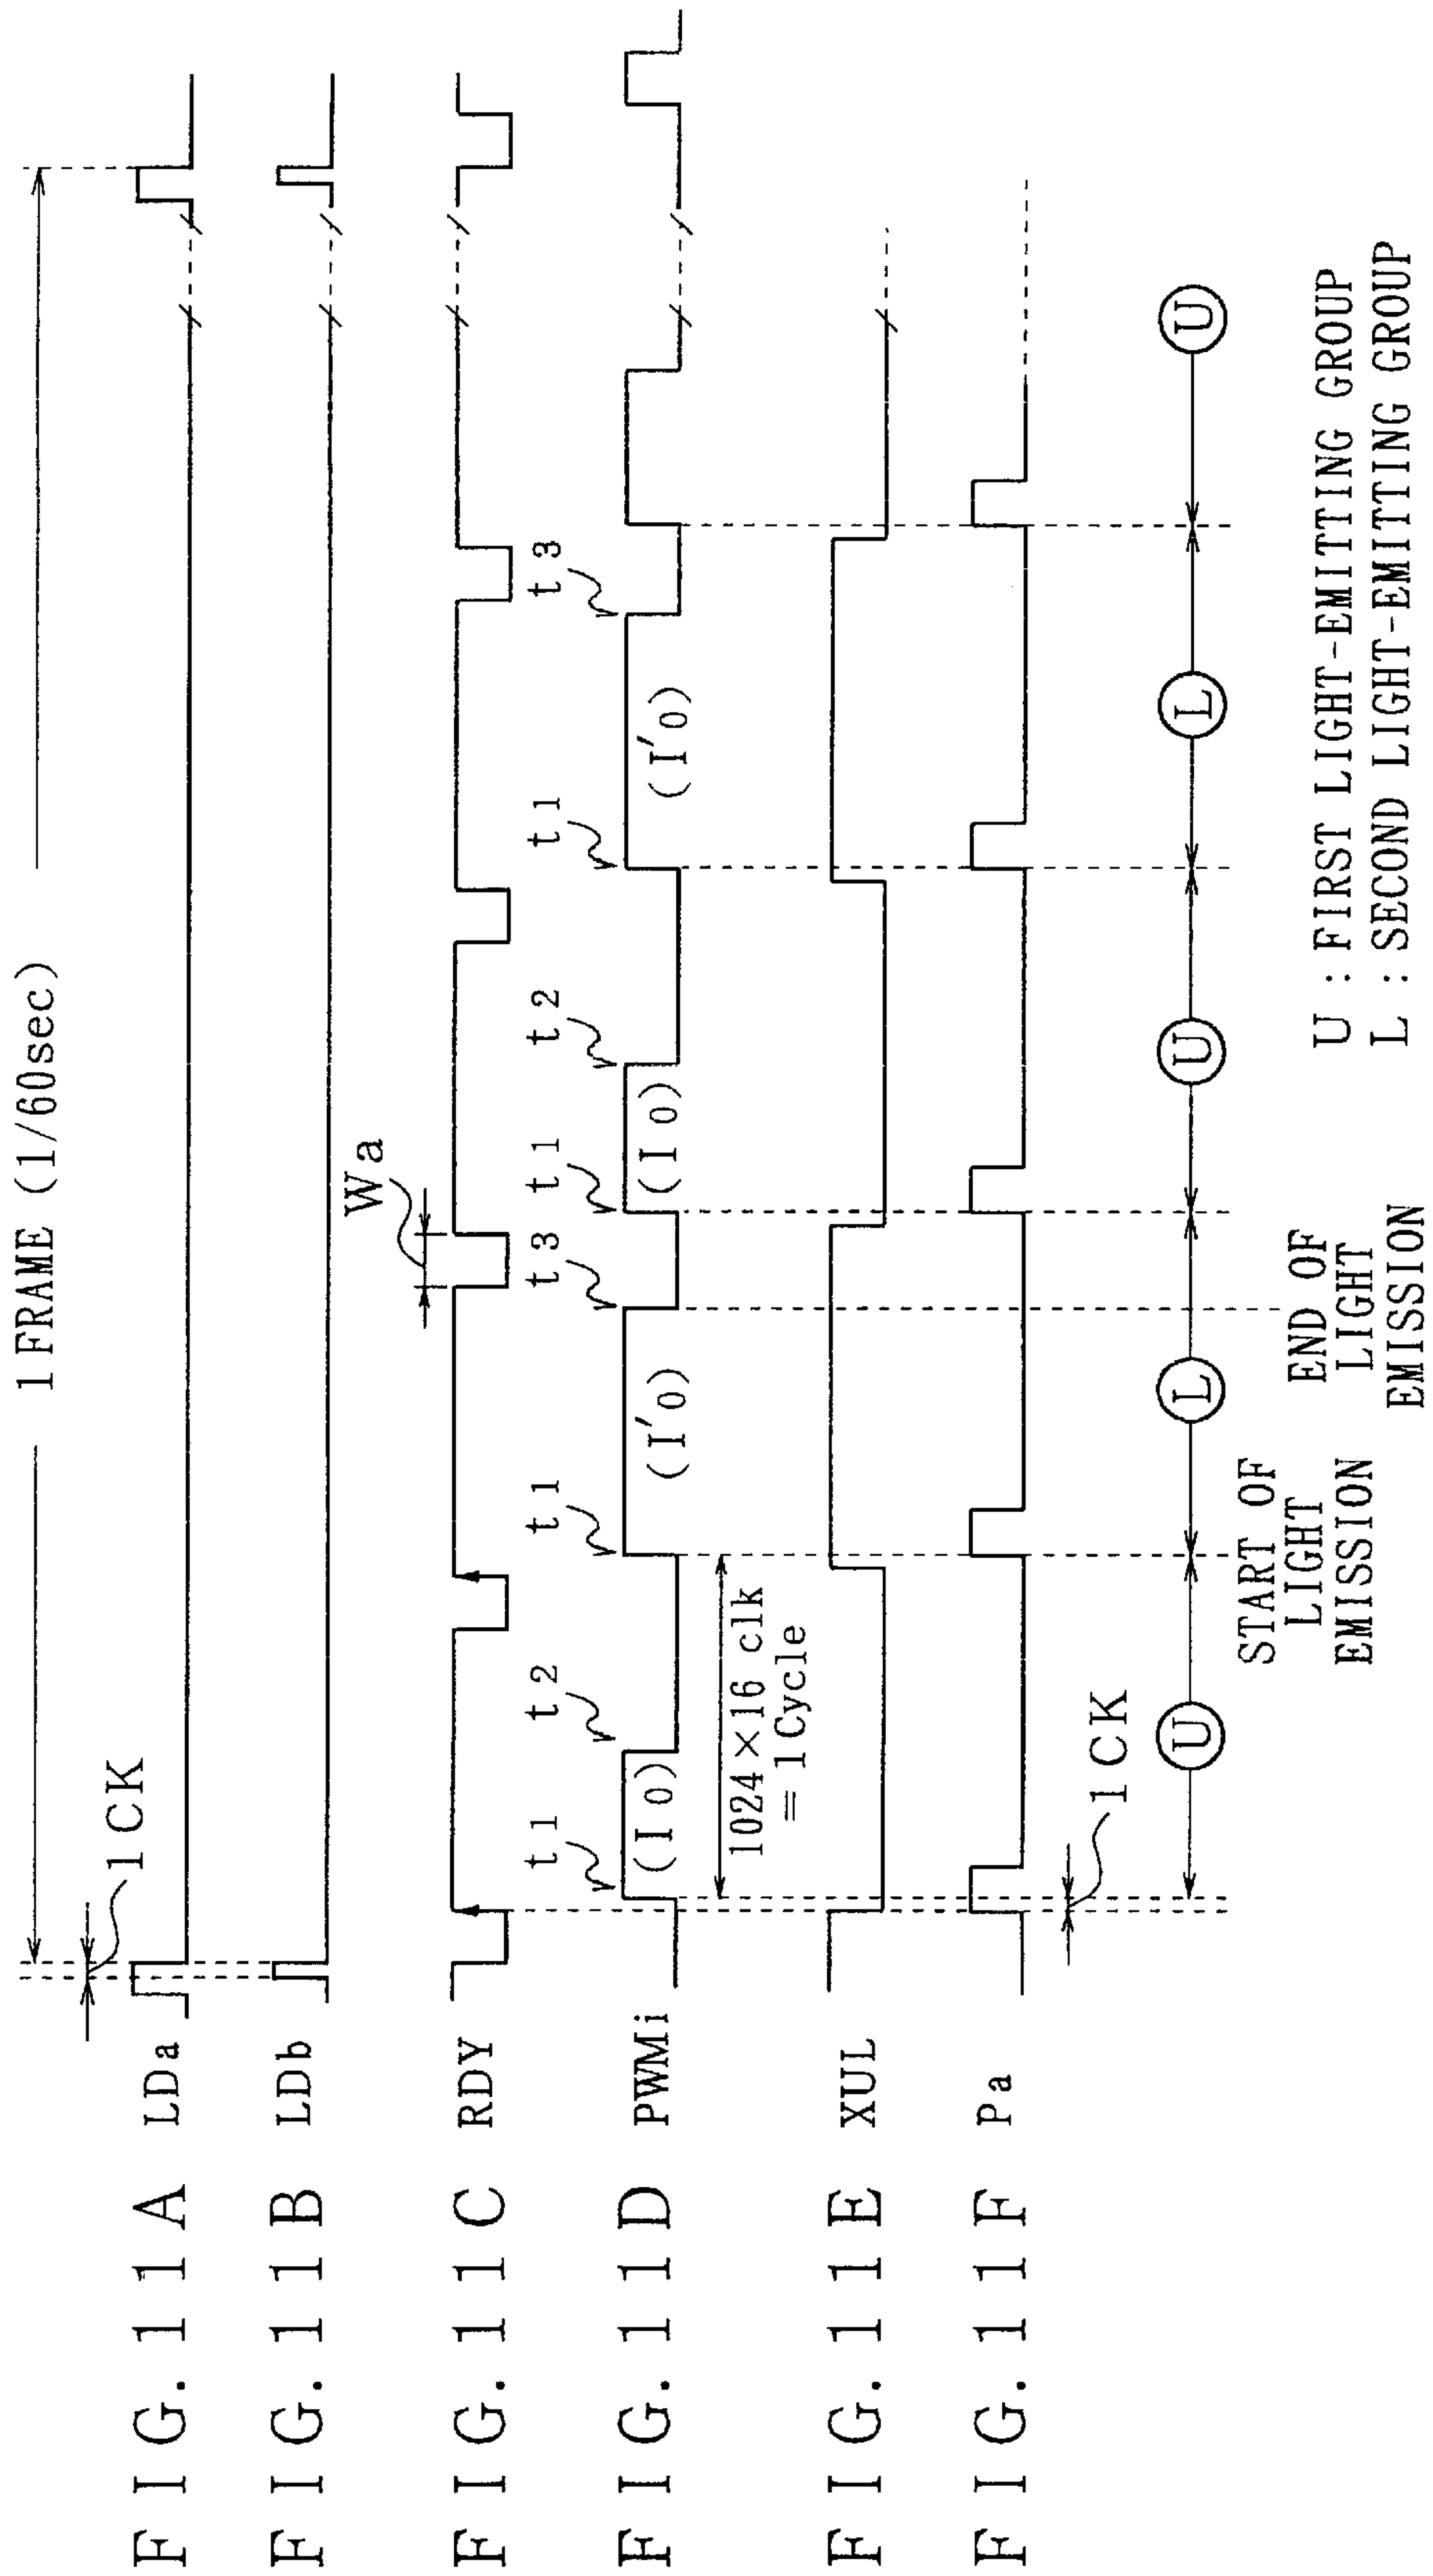 1 FRAME (1/60sec)
1CK
FIG. 11A LDa
FIG. 11B LDb
Wa
FIG. 11C RDY
t1 t2 t1 t3 t1 t2 t1 t3
FIG. 11D PWMi
(I0) (I'0) (I0) (I'0)
1024×16 clk
= 1Cycle
FIG. 11E XUL
FIG. 11F Pa
1CK
U L U L U
START OF
LIGHT
EMISSION
END OF
LIGHT
EMISSION
U : FIRST LIGHT-EMITTING GROUP
L : SECOND LIGHT-EMITTING GROUP